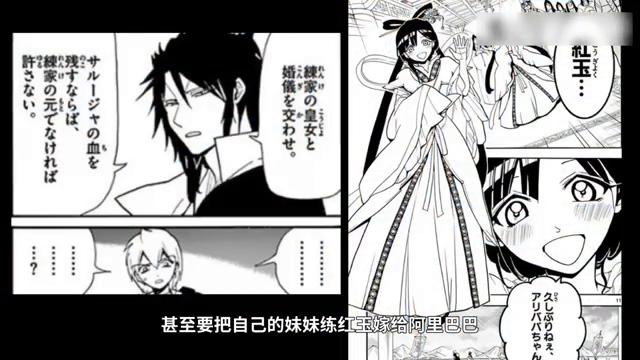 練家の皇女と
婚儀を交わせ。
サルージャの血を
残すならば、
練家の元でなければ
許さない。
………
………
………?
紅玉…
久しぶりねぇ、
アリババちゃん
11
甚至要把自己的妹妹练红玉嫁给阿里巴巴